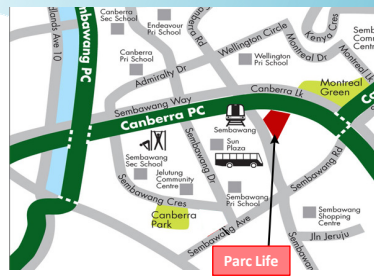 Canberra
Sec School
Endeavour
Pri School
Canberra
Pri School
Wellington Circle
Wellington
Pri School
Kenya Cres
Montreal Dr
Montreal Lk
Admiralty Dr
Montreal
Green
Canberra Lk
Sembawang Way
Canberra PC
Sembawang PC
Sembawang
Sun
Plaza
Sembawang
Sec School
Jelutung
Community
Centre
Sembawang Dr
Sembawang
Pri School
Sembawang Rd
Sembawang Cres
Canberra
Park
Sembawang Ave
Sembawang
Shopping
Centre
Jln Jeruju
Parc Life